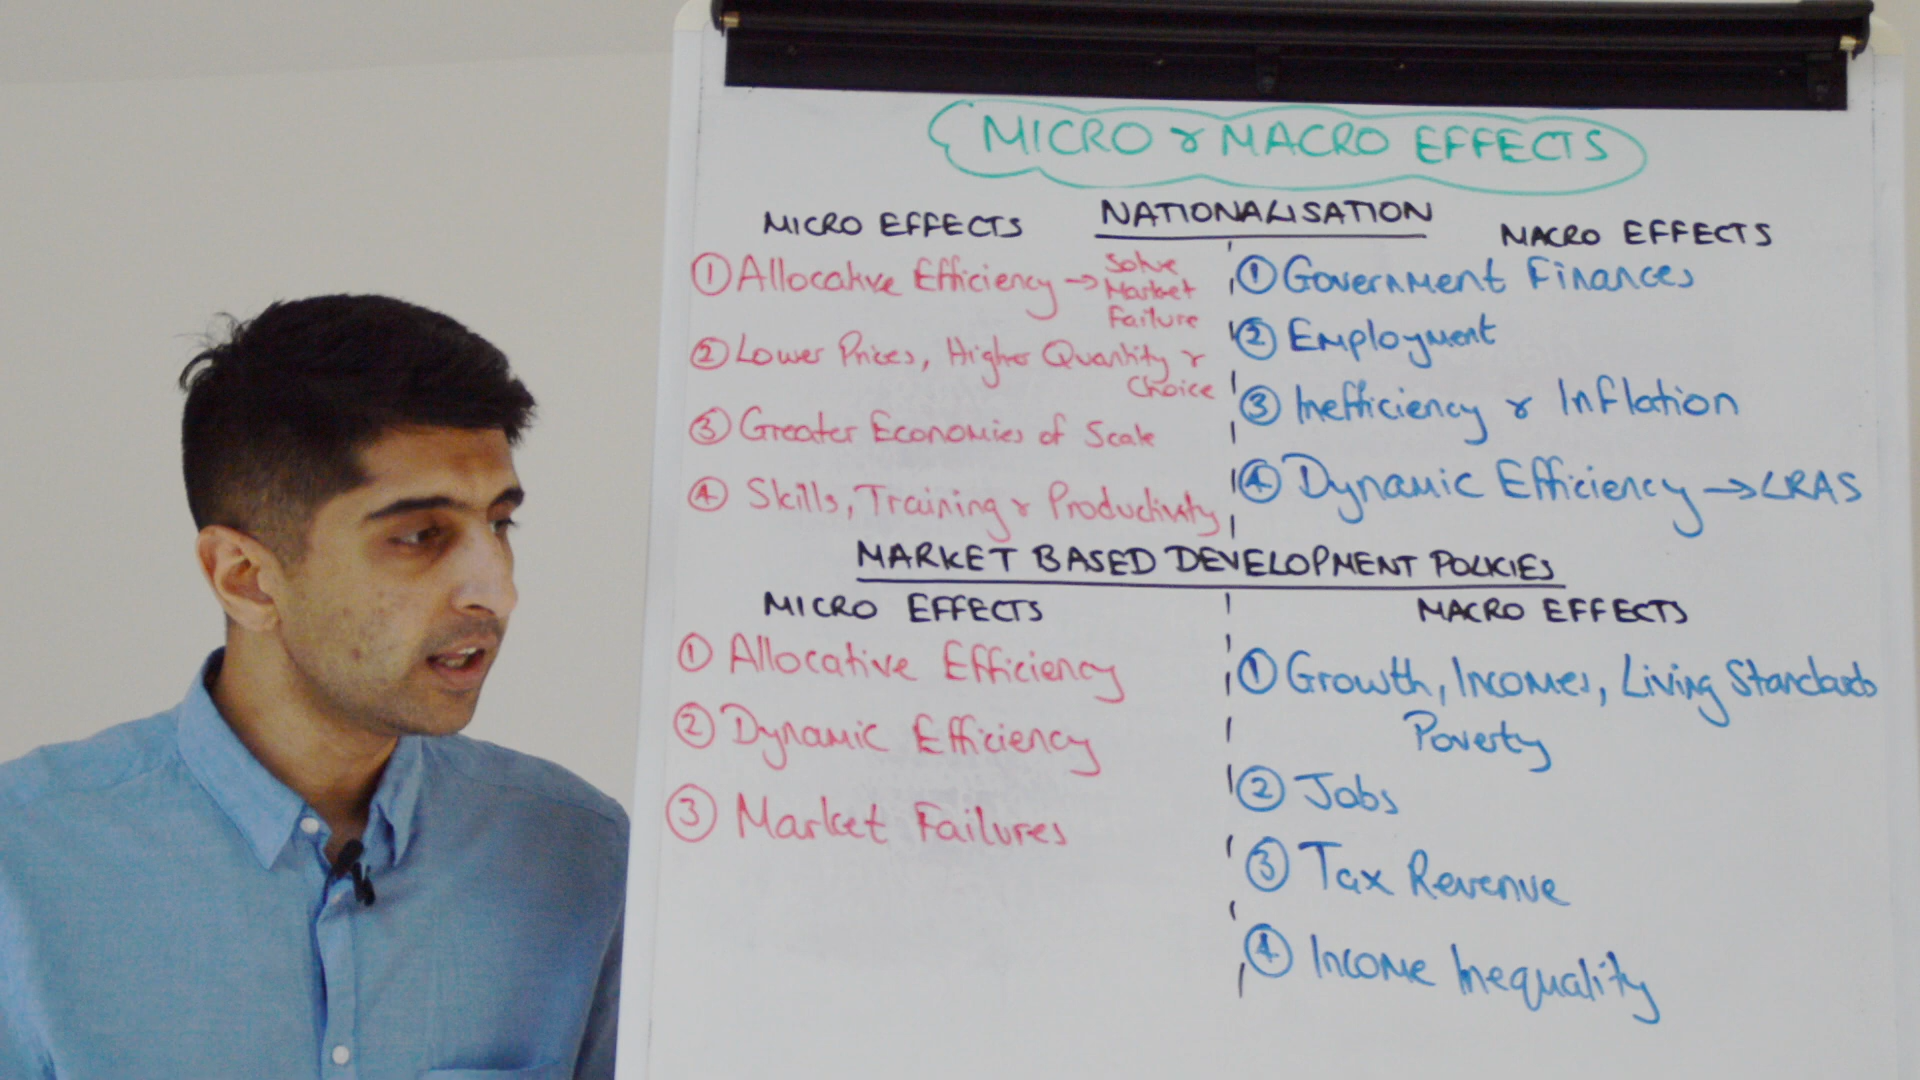 MICRO & MACRO EFFECTS
NATIONALISATION
MICRO EFFECTS
① Allocative Efficiency → Solve
Market
Failure
② Lower Prices, Higher Quantity &
Choice
③ Greater Economies of Scale
④ Skills, Training & Productivity
MACRO EFFECTS
① Government Finances
② Employment
③ Inefficiency & Inflation
④ Dynamic Efficiency → LRAS
MARKET BASED DEVELOPMENT POLICIES
MICRO EFFECTS
① Allocative Efficiency
② Dynamic Efficiency
③ Market Failures
MACRO EFFECTS
① Growth, Incomes, Living Standards
Poverty
② Jobs
③ Tax Revenue
④ Income Inequality